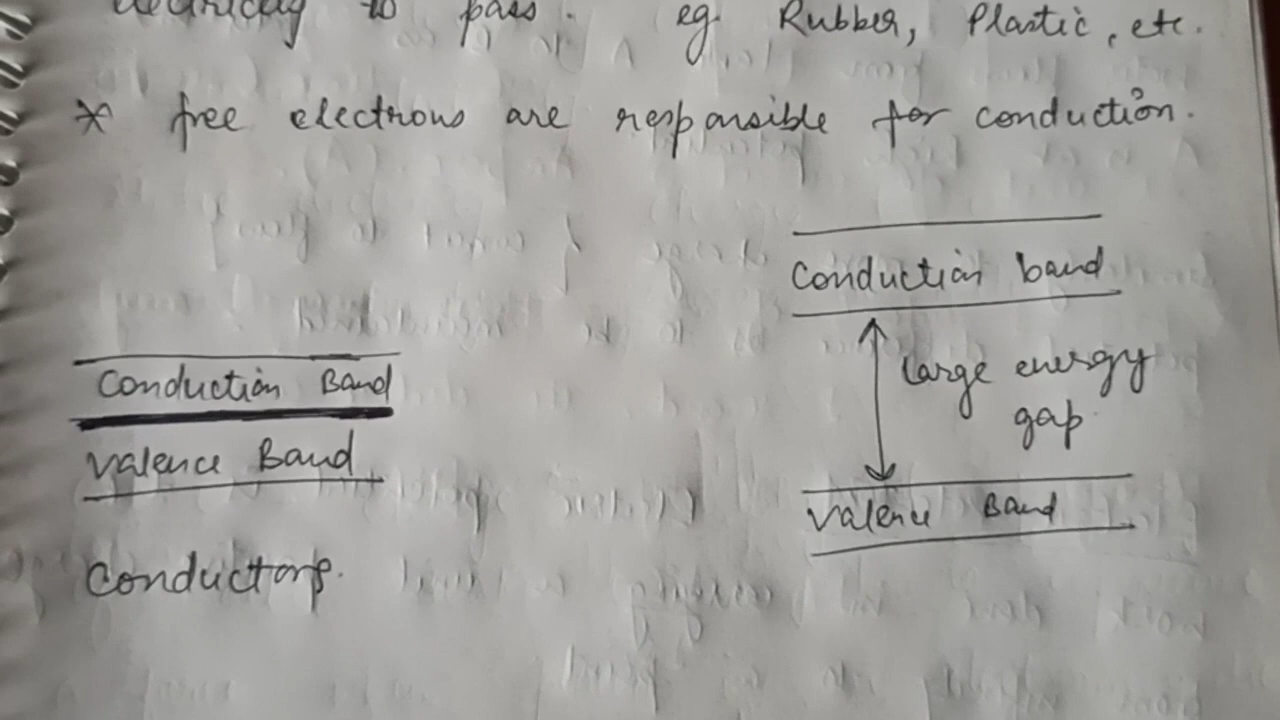 electricity to pass. eg. Rubber, Plastic, etc.
* free electrons are responsible for conduction.
Conduction band
large energy
gap
Valence Band
Conduction Band
Valence Band
Conductors.